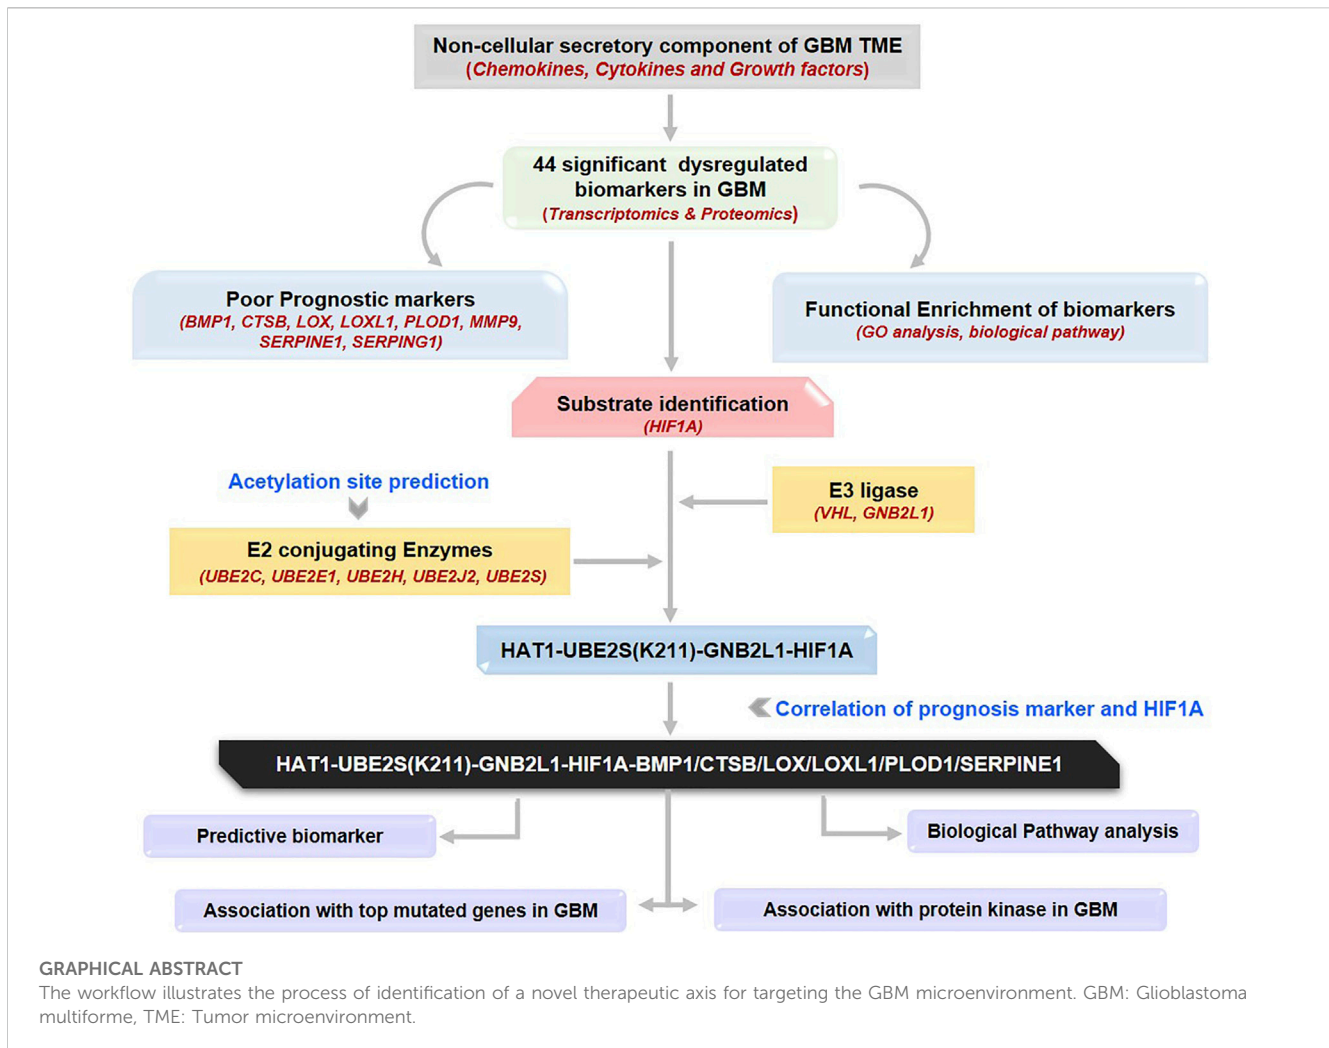 Non-cellular secretory component of GBM TME
(Chemokines, Cytokines and Growth factors)
44 significant dysregulated
biomarkers in GBM
(Transcriptomics & Proteomics)
Poor Prognostic markers
(BMP1, CTSB, LOX, LOXL1, PLOD1, MMP9,
SERPINE1, SERPING1)
Functional Enrichment of biomarkers
(GO analysis, biological pathway)
Substrate identification
(HIF1A)
Acetylation site prediction
E3 ligase
(VHL, GNB2L1)
E2 conjugating Enzymes
(UBE2C, UBE2E1, UBE2H, UBE2J2, UBE2S)
HAT1-UBE2S(K211)-GNB2L1-HIF1A
Correlation of prognosis marker and HIF1A
HAT1-UBE2S(K211)-GNB2L1-HIF1A-BMP1/CTSB/LOX/LOXL1/PLOD1/SERPINE1
Predictive biomarker
Biological Pathway analysis
Association with top mutated genes in GBM
Association with protein kinase in GBM
GRAPHICAL ABSTRACT
The workflow illustrates the process of identification of a novel therapeutic axis for targeting the GBM microenvironment. GBM: Glioblastoma
multiforme, TME: Tumor microenvironment.